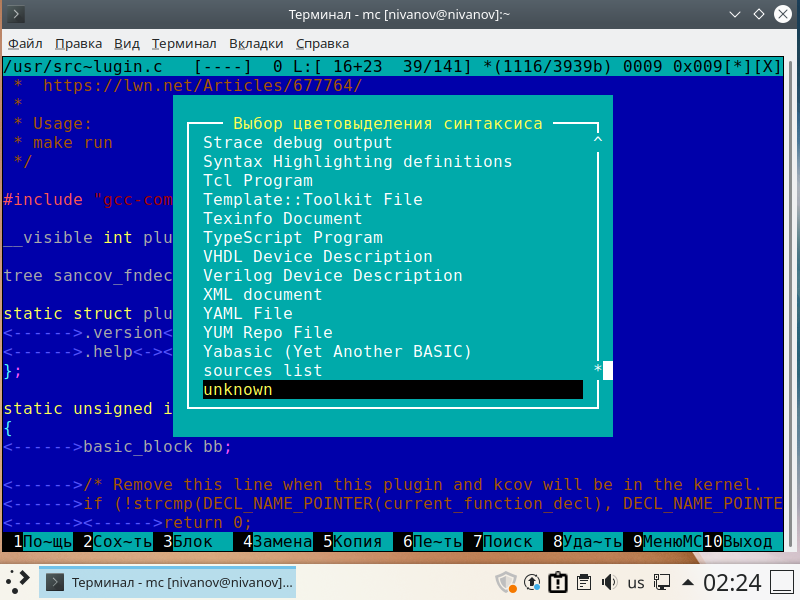 Терминал - mc [nivanov@nivanov]:~
Файл Правка Вид Терминал Вкладки Справка
/usr/src~lugin.c [----] 0 L:[ 16+23 39/141] *(1116/3939b) 0009 0x009[*][X]
* https://lwn.net/Articles/677764/
*
* Usage:
* make run
*/
#include "gcc-com
__visible int plu
tree sancov_fndec
static struct plu
<------>.version<
<------>.help<-><
};
static unsigned i
{
<------>basic_block bb;
<------>/* Remove this line when this plugin and kcov will be in the kernel.
<------>if (!strcmp(DECL_NAME_POINTER(current_function_decl), DECL_NAME_POINTE
<------><------>return 0;
Выбор цветовыделения синтаксиса
Strace debug output ^
Syntax Highlighting definitions
Tcl Program
Template::Toolkit File
Texinfo Document
TypeScript Program
VHDL Device Description
Verilog Device Description
XML document
YAML File
YUM Repo File
Yabasic (Yet Another BASIC)
sources list *
unknown
1По~щь 2Сох~ть 3Блок 4Замена 5Копия 6Пе~ть 7Поиск 8Уда~ть 9МенюМС 10Выход
Терминал - mc [nivanov@nivanov]...
us
02:24